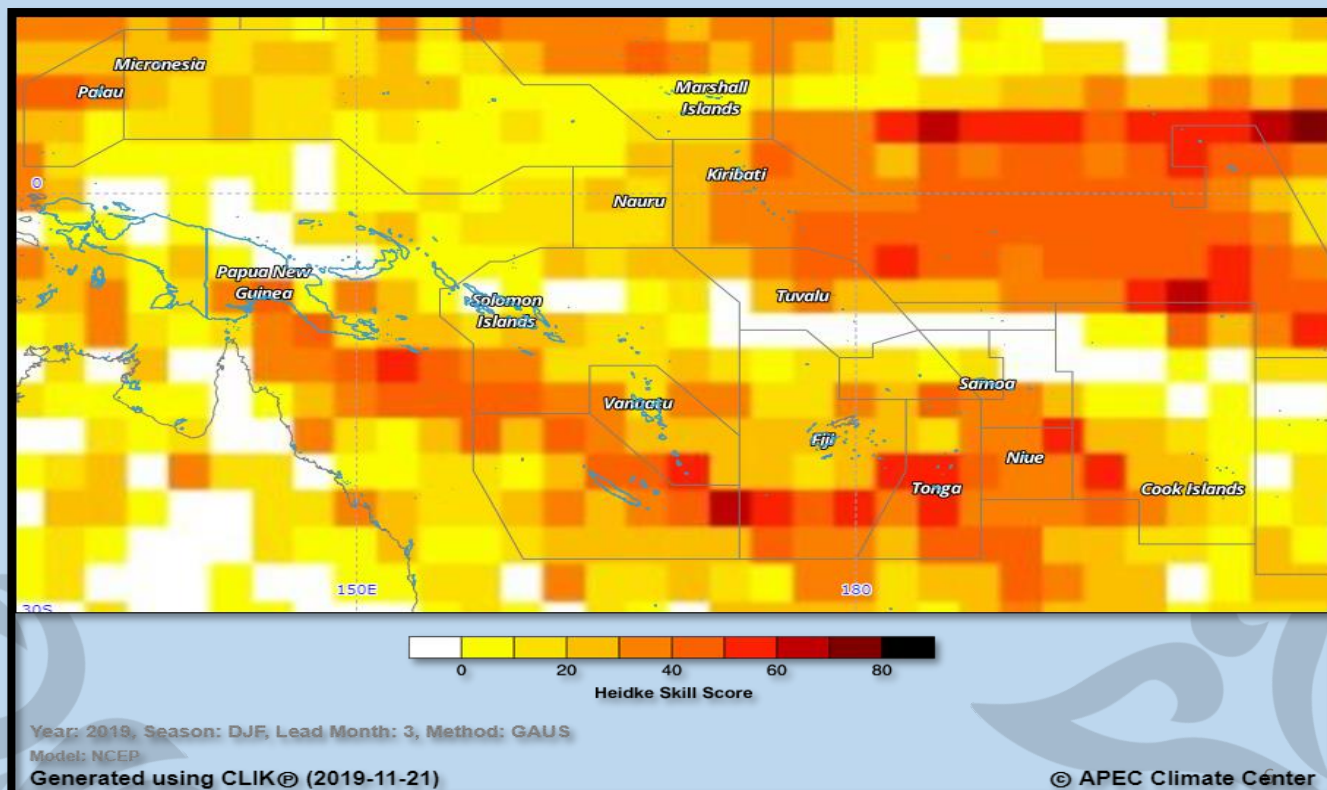 Micronesia
Palau
Marshall
Islands
0
Kiribati
Nauru
Papua New
Guinea
Solomon
Islands
Tuvalu
Samoa
Vanuatu
Fiji
Niue
Tonga
Cook Islands
150E
180
30S
0 20 40 60 80
Heidke Skill Score
Year: 2019, Season: DJF, Lead Month: 3, Method: GAUS
Model: NCEP
Generated using CLIK℗ (2019-11-21)
© APEC Climate Center